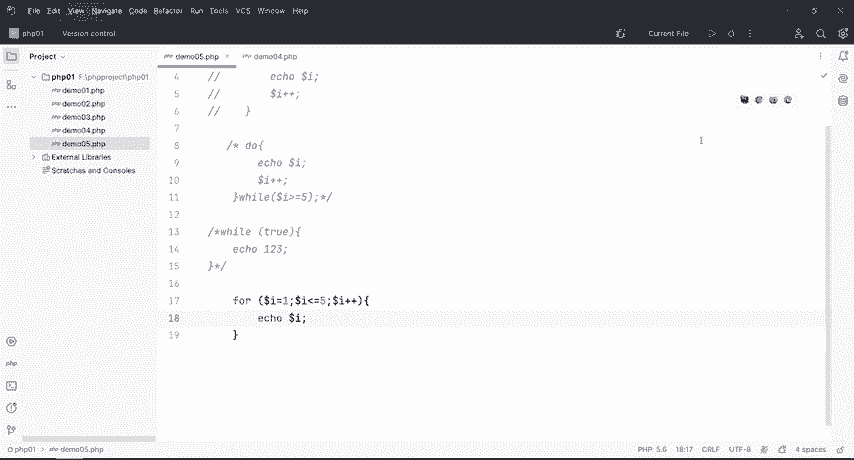 File Edit View Navigate Code Refactor Run Tools VCS Window Help
php01 Version control Current File
Project
demo05.php demo04.php
php01 F:\phpproject\php01
demo01.php
demo02.php
demo03.php
demo04.php
demo05.php
External Libraries
Scratches and Consoles
4 // echo $i;
5 // $i++;
6 // }
7
8 /* do{
9 echo $i;
10 $i++;
11 }while($i>=5);*/
12
13 /*while (true){
14 echo 123;
15 }*/
16
17 for ($i=1;$i<=5;$i++){
18 echo $i;
19 }
php01 > demo05.php PHP: 5.6 18:17 CRLF UTF-8 4 spaces